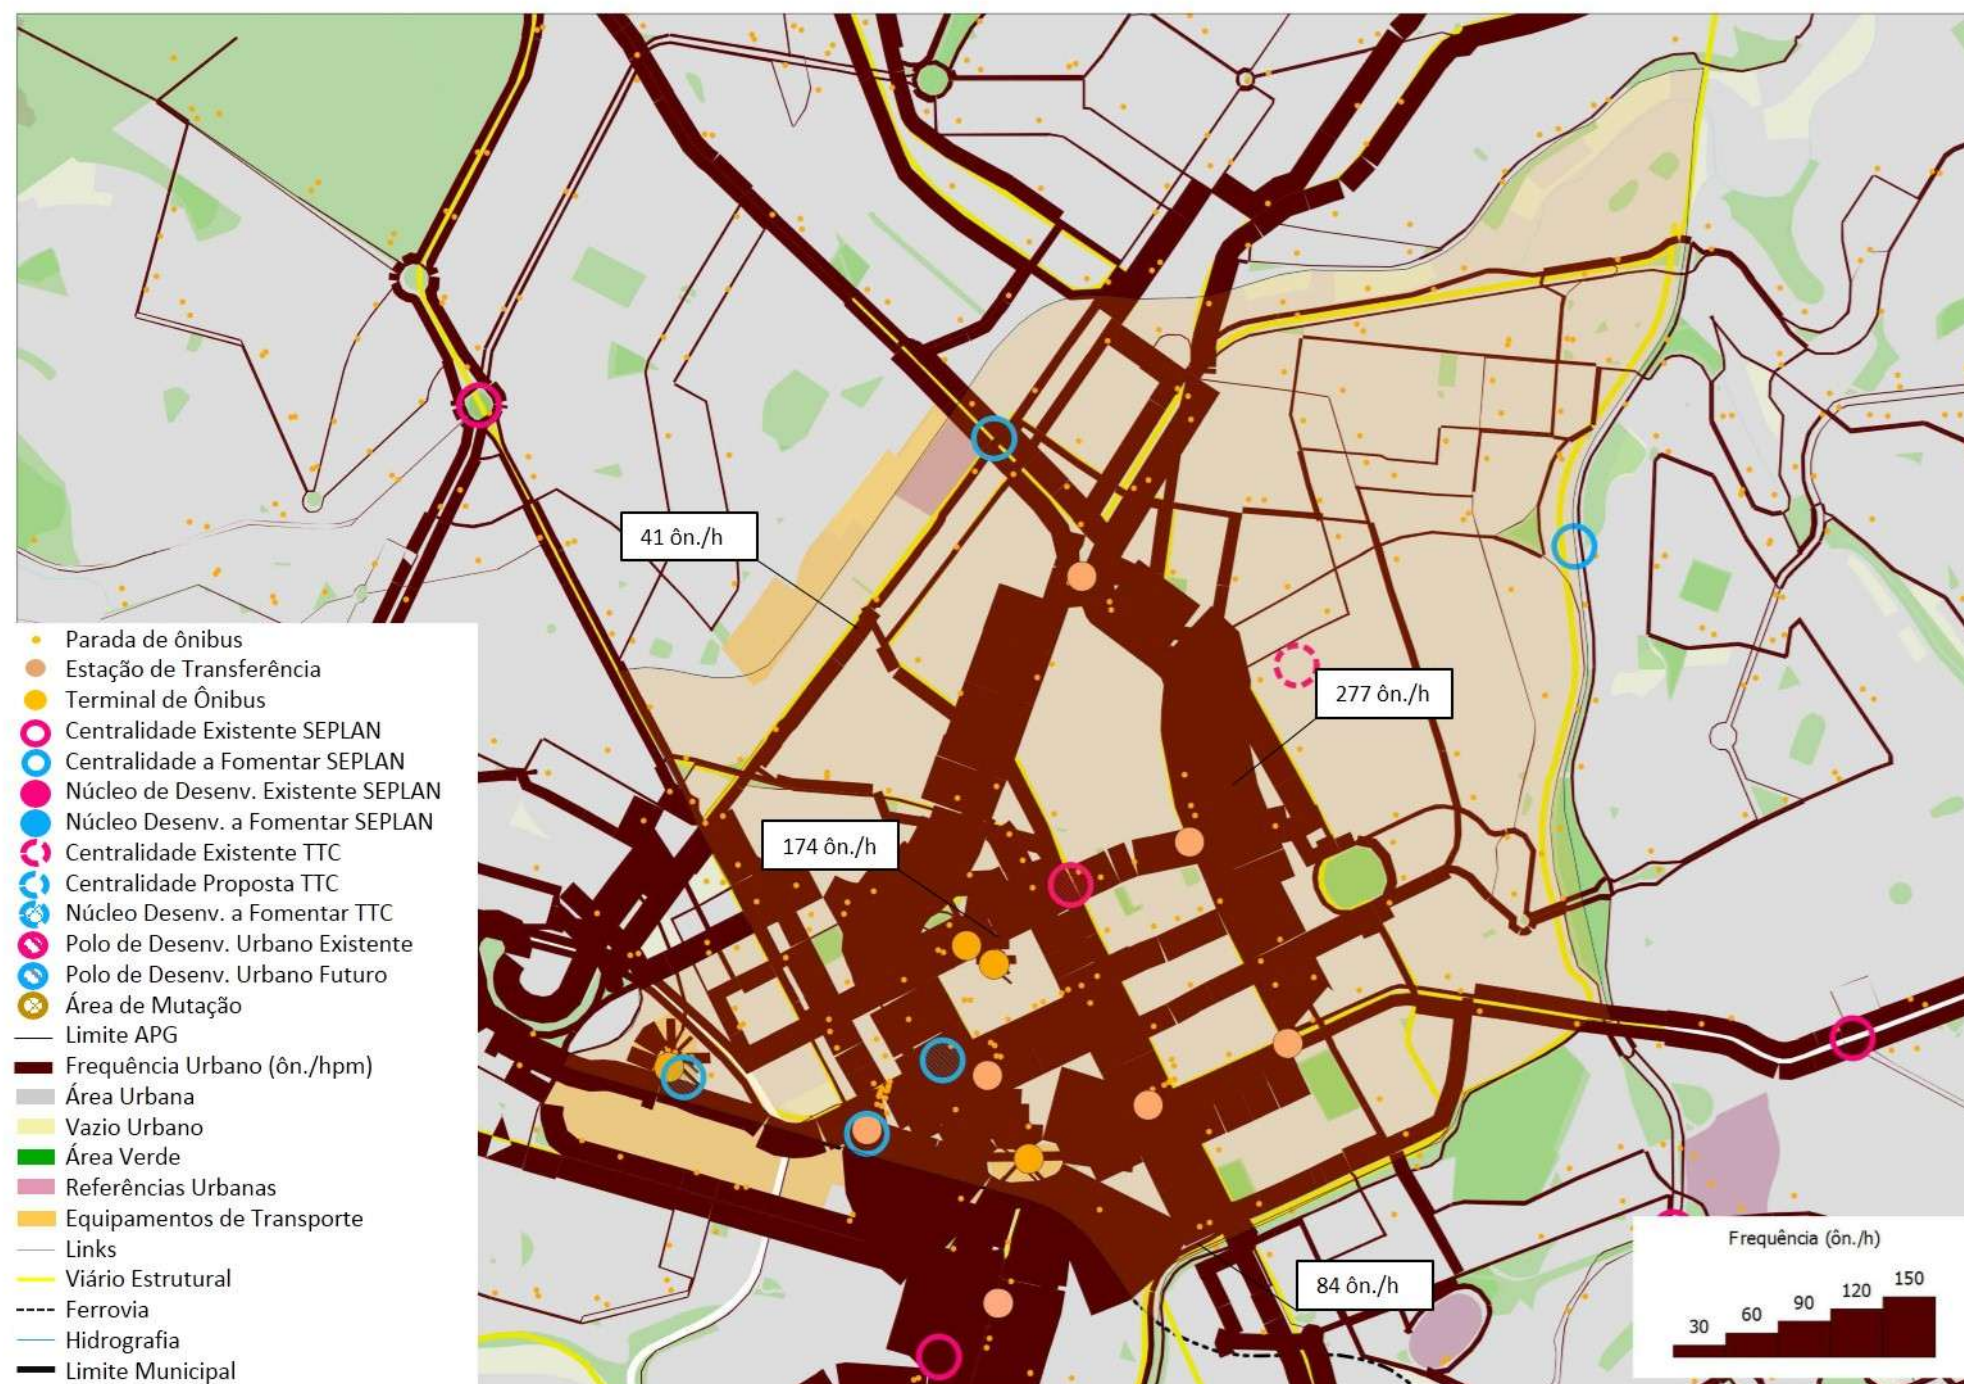 41 ôn./h
Parada de ônibus
Estação de Transferência
277 ôn./h
Terminal de Ônibus
Centralidade Existente SEPLAN
Centralidade a Fomentar SEPLAN
Núcleo de Desenv. Existente SEPLAN
Núcleo Desenv. a Fomentar SEPLAN
174 ôn./h
Centralidade Existente TTC
Centralidade Proposta TTC
Núcleo Desenv. a Fomentar TTC
Polo de Desenv. Urbano Existente
Polo de Desenv. Urbano Futuro
Área de Mutação
Limite APG
Frequência Urbano (ôn./hpm)
Área Urbana
Vazio Urbano
Área Verde
Referências Urbanas
Equipamentos de Transporte
Links
Viário Estrutural
Ferrovia
Hidrografia
Limite Municipal
84 ôn./h
Frequência (ôn./h)
30 60 90 120 150